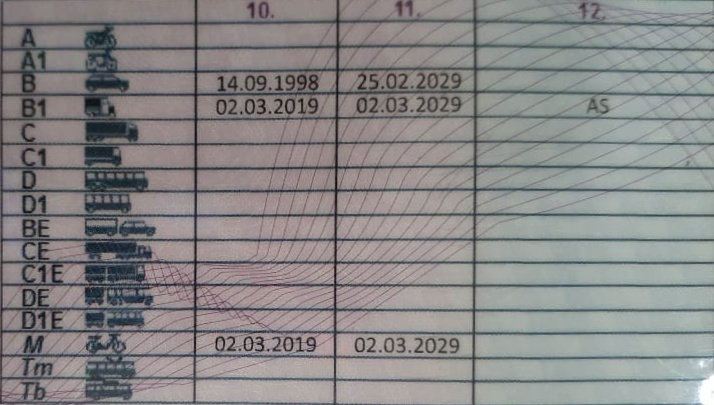 10. 11. 12.
A
A1
B 14.09.1998 25.02.2029
B1 02.03.2019 02.03.2029 AS
C
C1
D
D1
BE
CE
C1E
DE
D1E
M 02.03.2019 02.03.2029
Tm
Tb